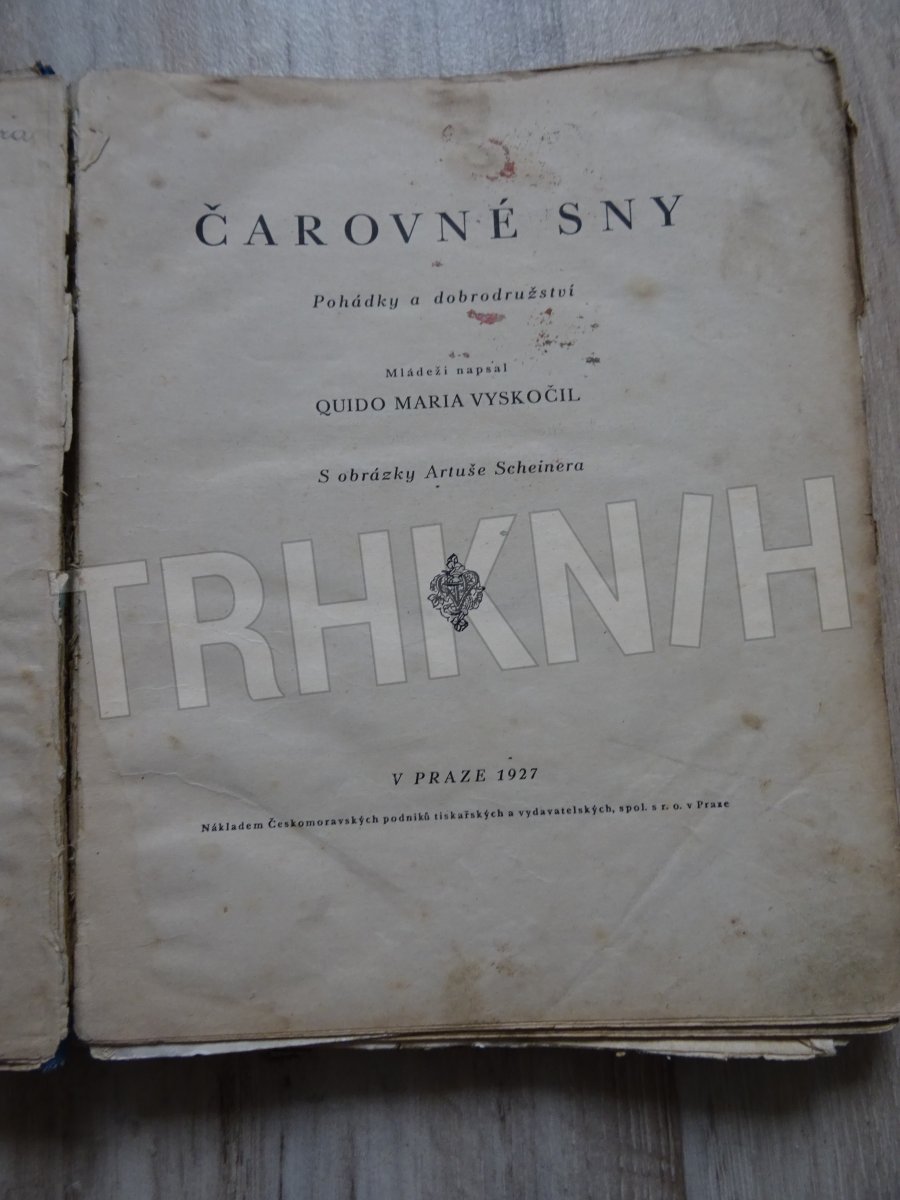 ČAROVNÉ SNY
Pohádky a dobrodružství
Mládeži napsal
QUIDO MARIA VYSKOČIL
S obrázky Artuše Scheinera
TRHKNIH
V PRAZE 1927
Nákladem Českomoravských podniků tiskařských a vydavatelských, spol. s r. o. v Praze